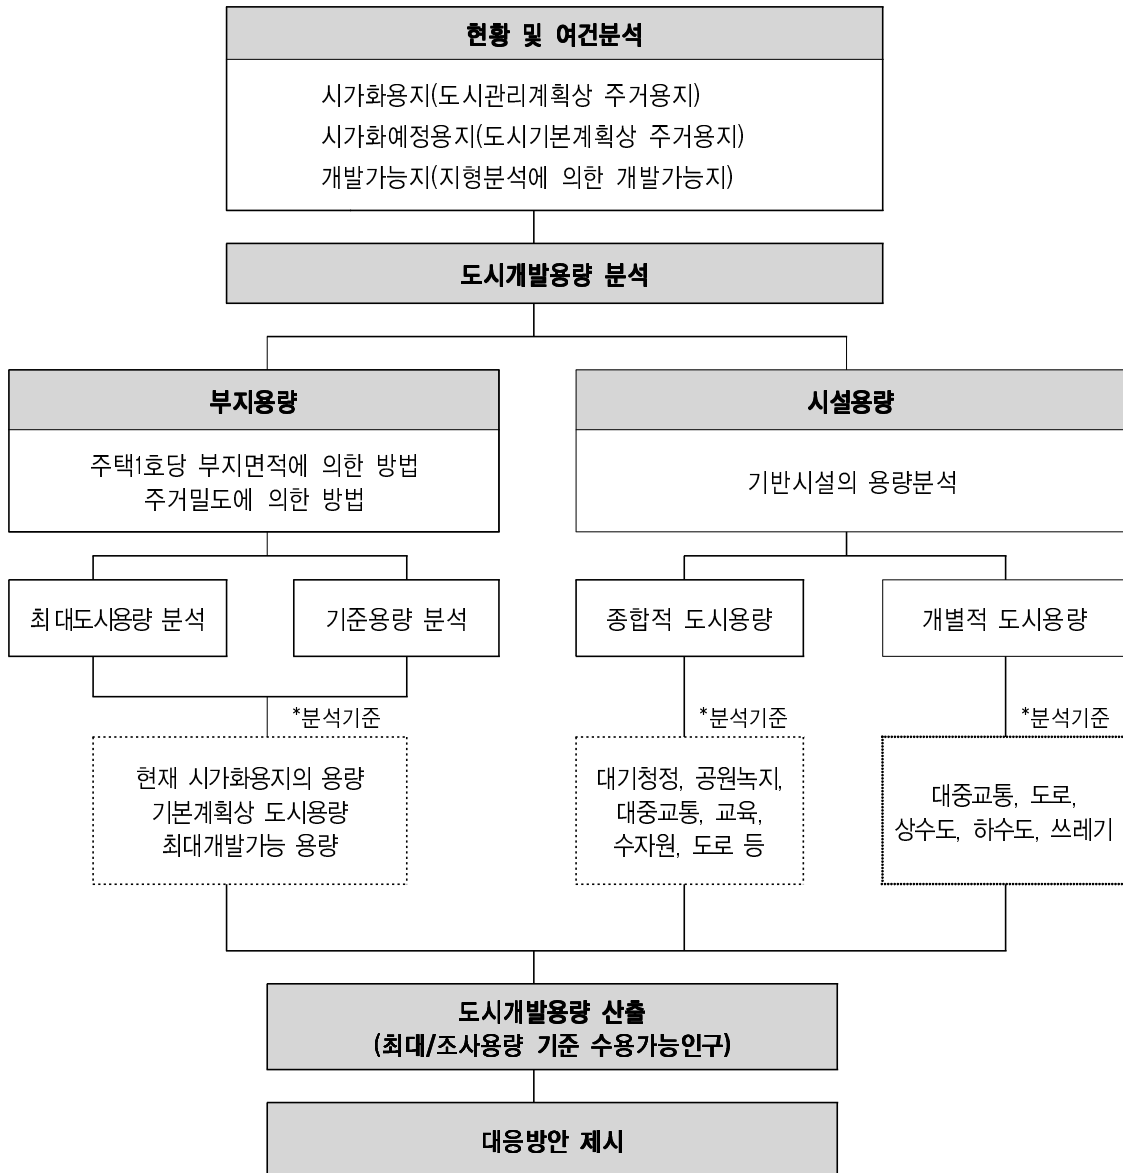 현황 및 여건분석
시가화용지(도시관리계획상 주거용지)
시가화예정용지(도시기본계획상 주거용지)
개발가능지(지형분석에 의한 개발가능지)
도시개발용량 분석
부지용량
주택1호당 부지면적에 의한 방법
주거밀도에 의한 방법
시설용량
기반시설의 용량분석
최대도시용량 분석
기준용량 분석
종합적 도시용량
개별적 도시용량
*분석기준
*분석기준
*분석기준
현재 시가화용지의 용량
기본계획상 도시용량
최대개발가능 용량
대기청정, 공원녹지,
대중교통, 교육,
수자원, 도로 등
대중교통, 도로,
상수도, 하수도, 쓰레기
도시개발용량 산출
(최대/조사용량 기준 수용가능인구)
대응방안 제시